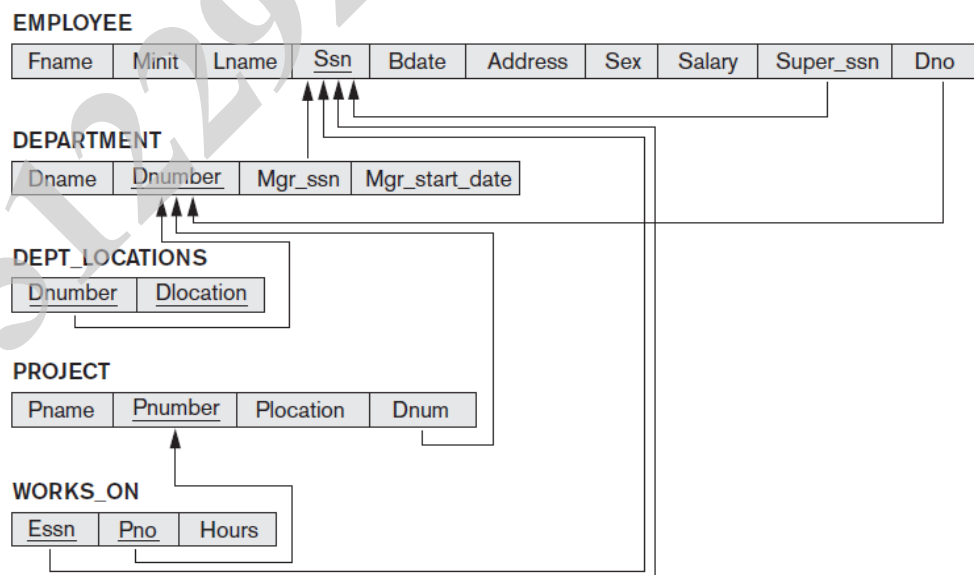 EMPLOYEE
Fname Minit Lname Ssn Bdate Address Sex Salary Super_ssn Dno
DEPARTMENT
Dname Dnumber Mgr_ssn Mgr_start_date
DEPT_LOCATIONS
Dnumber Dlocation
PROJECT
Pname Pnumber Plocation Dnum
WORKS_ON
Essn Pno Hours